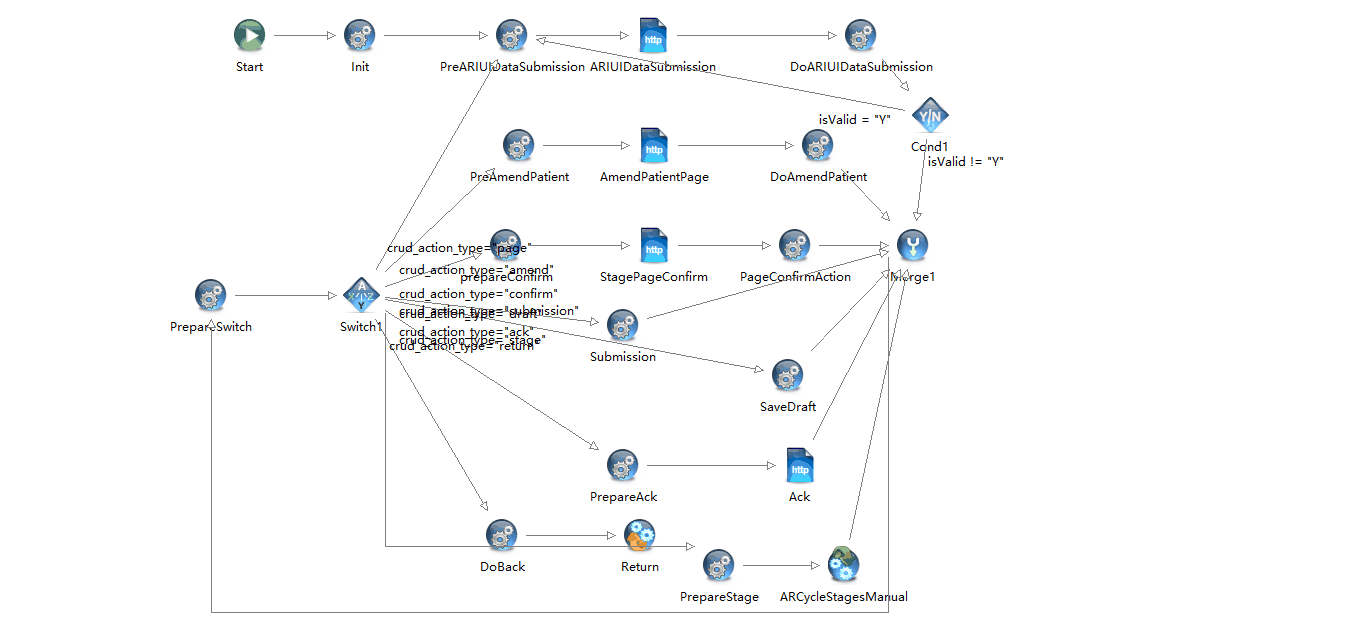 Start
Init
PreARIUIDataSubmission
http
ARIUIDataSubmission
DoARIUIDataSubmission
Y|N
isValid = "Y"
Cond1
isValid != "Y"
PreAmendPatient
http
AmendPatientPage
DoAmendPatient
crud_action_type="page"
prepareConfirm
http
StagePageConfirm
PageConfirmAction
Merge1
crud_action_type="amend"
crud_action_type="confirm"
crud_action_type="submission"
crud_action_type="draft"
crud_action_type="ack"
crud_action_type="stage"
crud_action_type="return"
PrepareSwitch
Switch1
Submission
SaveDraft
PrepareAck
http
Ack
DoBack
Return
PrepareStage
ARCycleStagesManual